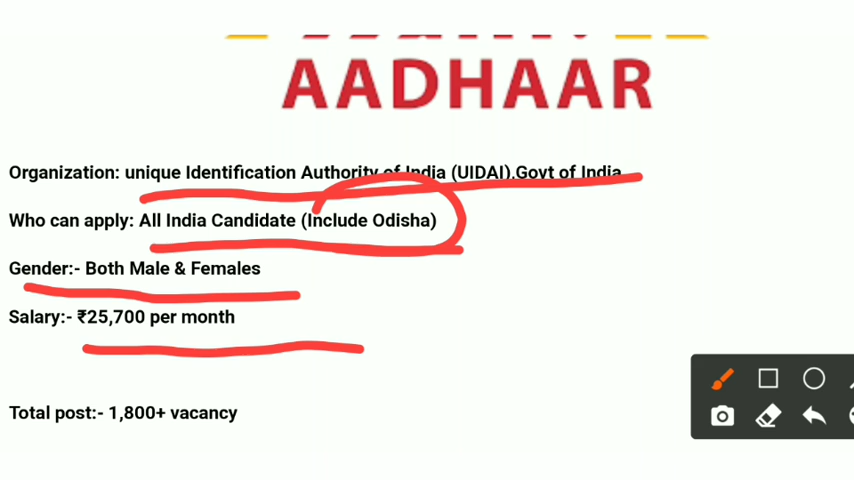 AADHAAR
Organization: unique Identification Authority of India (UIDAI).Govt of India
Who can apply: All India Candidate (Include Odisha)
Gender:- Both Male & Females
Salary:- ₹25,700 per month
Total post:- 1,800+ vacancy